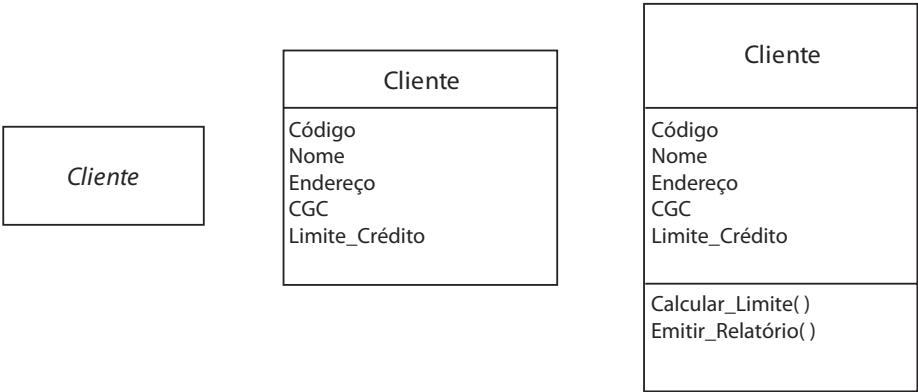 Cliente
Cliente
Código
Nome
Endereço
CGC
Limite_Crédito
Cliente
Código
Nome
Endereço
CGC
Limite_Crédito
Calcular_Limite( )
Emitir_Relatório( )